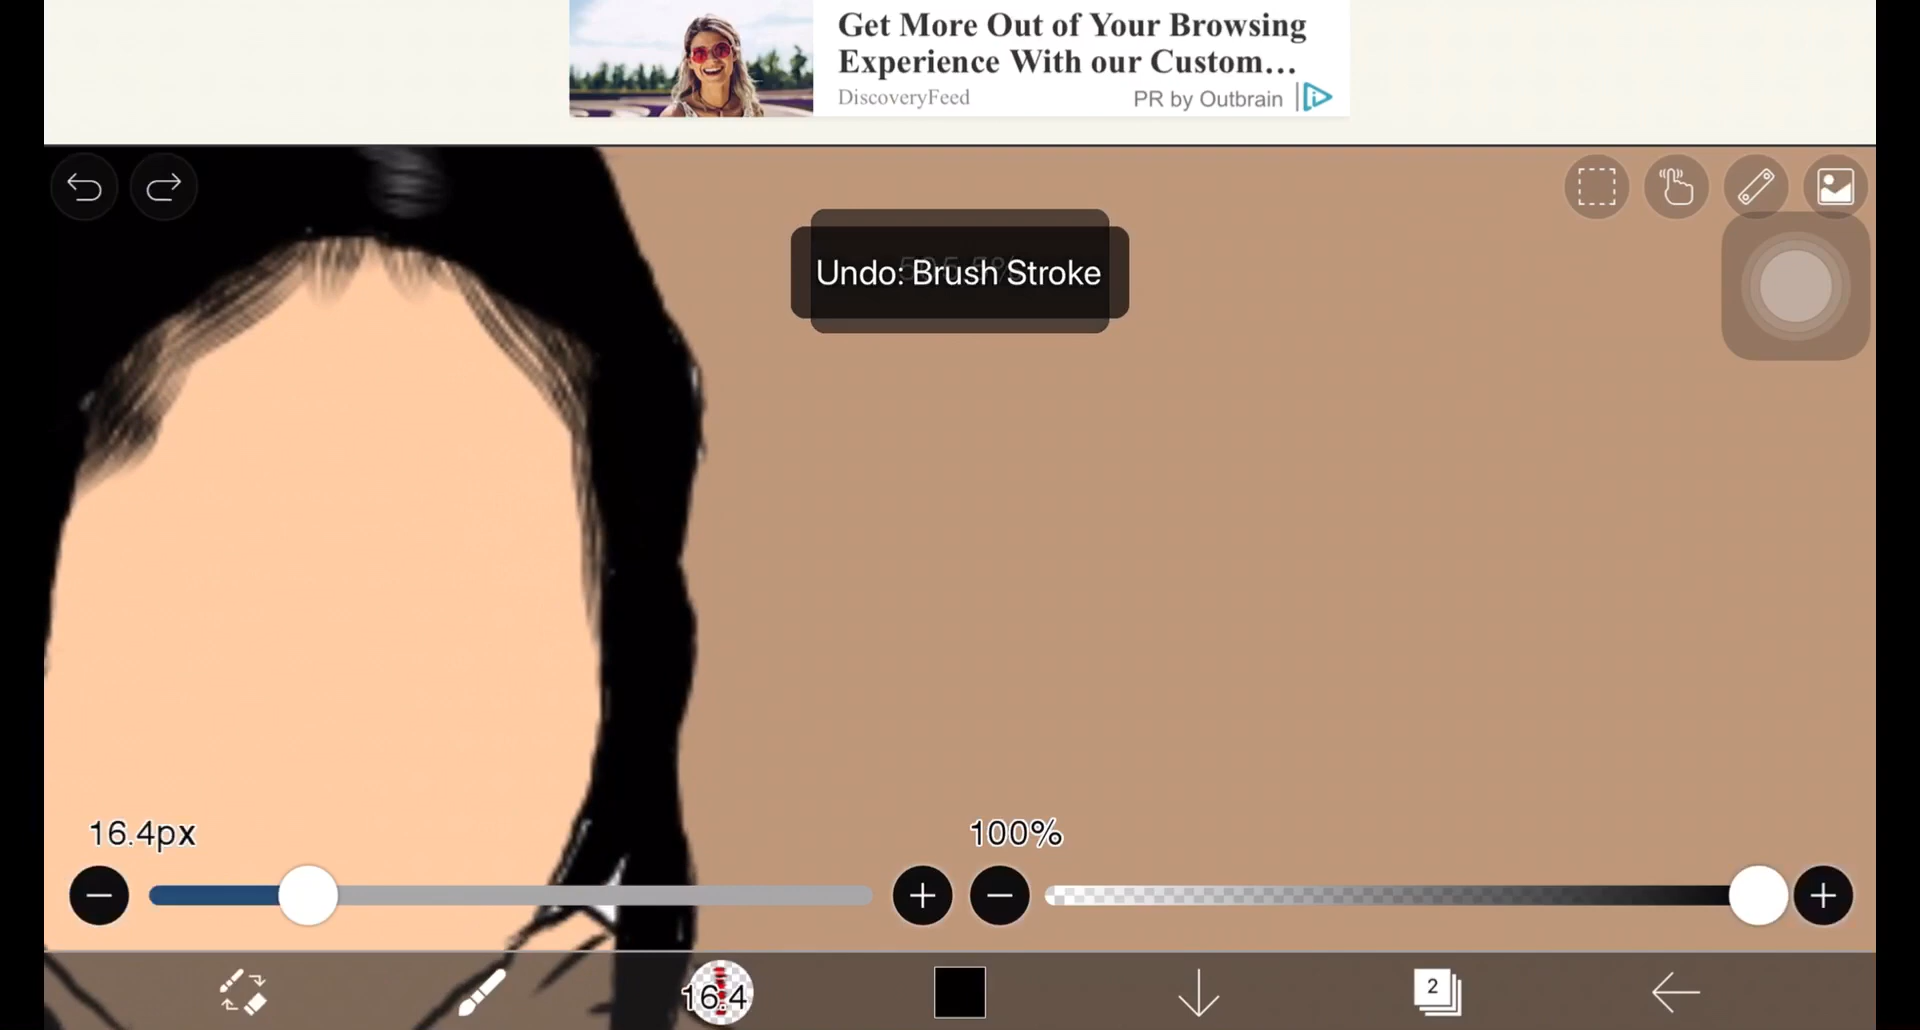 Get More Out of Your Browsing
Experience With our Custom...
DiscoveryFeed
PR by Outbrain
Undo: Brush Stroke
16.4px
100%
16.4
2